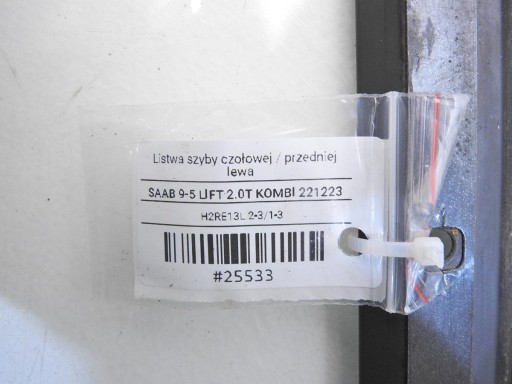 Listwa szyby czołowej / przedniej
lewa
SAAB 9-5 LIFT 2.0T KOMBI 221223
H2RE13L 2-3/1-3
#25533